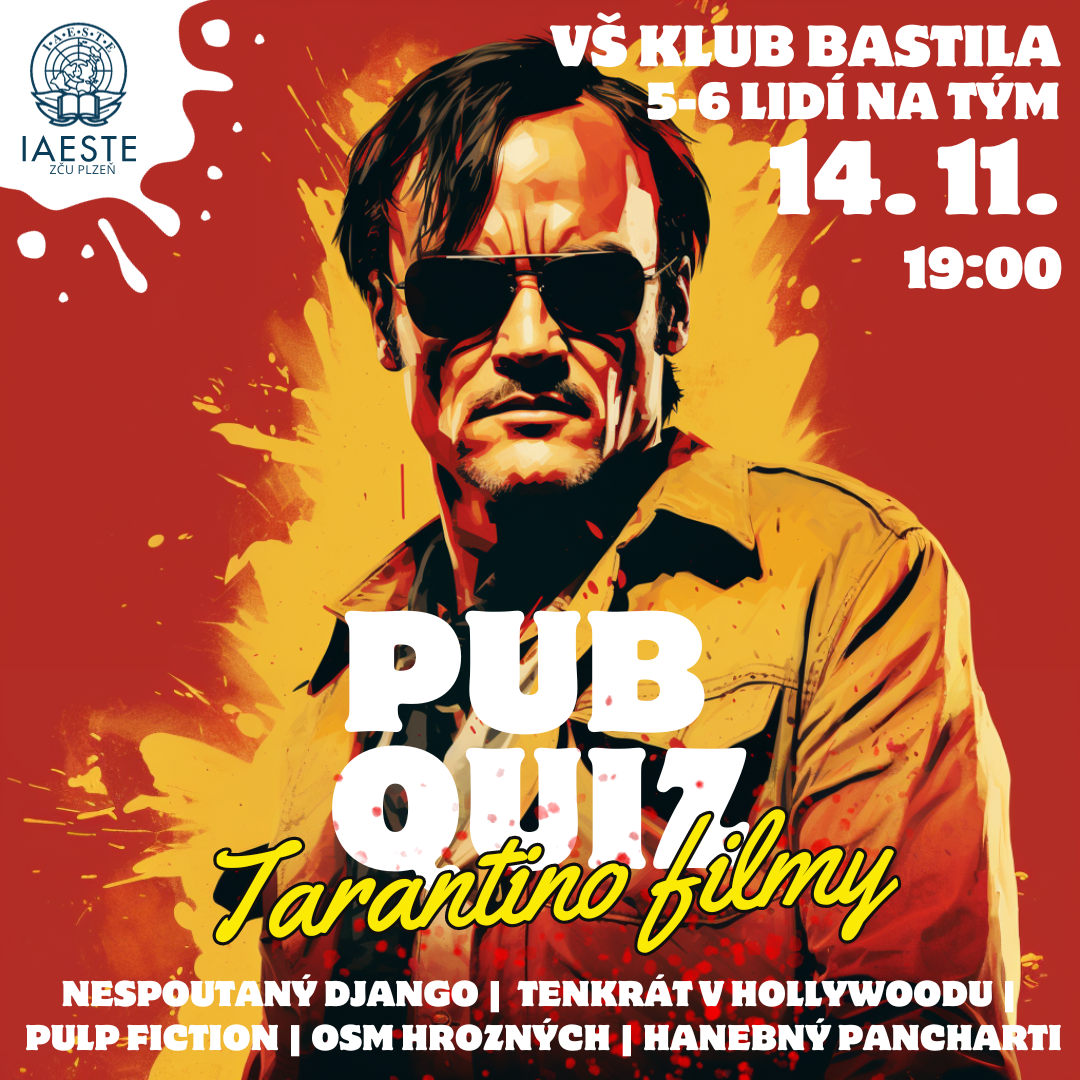 I·A·E·S·T·E
IAESTE
ZČU PLZEŇ
VŠ KLUB BASTILA
5-6 LIDÍ NA TÝM
14. 11.
19:00
PUB
QUIZ
Tarantino filmy
NESPOUTANÝ DJANGO | TENKRÁT V HOLLYWOODU |
PULP FICTION | OSM HROZNÝCH | HANEBNÝ PANCHARTI